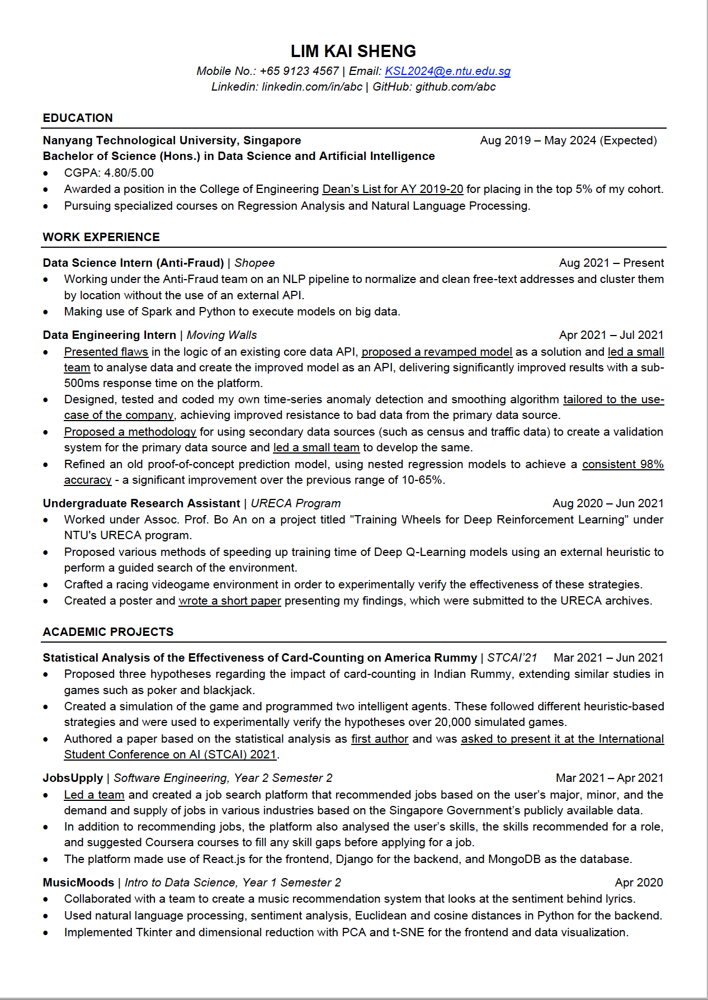 LIM KAI SHENG
Mobile No.: +65 9123 4567 | Email: KSL2024@e.ntu.edu.sg
Linkedin: linkedin.com/in/abc | GitHub: github.com/abc
EDUCATION
Nanyang Technological University, Singapore Aug 2019 – May 2024 (Expected)
Bachelor of Science (Hons.) in Data Science and Artificial Intelligence
• CGPA: 4.80/5.00
• Awarded a position in the College of Engineering Dean’s List for AY 2019-20 for placing in the top 5% of my cohort.
• Pursuing specialized courses on Regression Analysis and Natural Language Processing.
WORK EXPERIENCE
Data Science Intern (Anti-Fraud) | Shopee Aug 2021 – Present
• Working under the Anti-Fraud team on an NLP pipeline to normalize and clean free-text addresses and cluster them
by location without the use of an external API.
• Making use of Spark and Python to execute models on big data.
Data Engineering Intern | Moving Walls Apr 2021 – Jul 2021
• Presented flaws in the logic of an existing core data API, proposed a revamped model as a solution and led a small
team to analyse data and create the improved model as an API, delivering significantly improved results with a sub-
500ms response time on the platform.
• Designed, tested and coded my own time-series anomaly detection and smoothing algorithm tailored to the use-
case of the company, achieving improved resistance to bad data from the primary data source.
• Proposed a methodology for using secondary data sources (such as census and traffic data) to create a validation
system for the primary data source and led a small team to develop the same.
• Refined an old proof-of-concept prediction model, using nested regression models to achieve a consistent 98%
accuracy - a significant improvement over the previous range of 10-65%.
Undergraduate Research Assistant | URECA Program Aug 2020 – Jun 2021
• Worked under Assoc. Prof. Bo An on a project titled "Training Wheels for Deep Reinforcement Learning" under
NTU's URECA program.
• Proposed various methods of speeding up training time of Deep Q-Learning models using an external heuristic to
perform a guided search of the environment.
• Crafted a racing videogame environment in order to experimentally verify the effectiveness of these strategies.
• Created a poster and wrote a short paper presenting my findings, which were submitted to the URECA archives.
ACADEMIC PROJECTS
Statistical Analysis of the Effectiveness of Card-Counting on America Rummy | STCAI’21 Mar 2021 – Jun 2021
• Proposed three hypotheses regarding the impact of card-counting in Indian Rummy, extending similar studies in
games such as poker and blackjack.
• Created a simulation of the game and programmed two intelligent agents. These followed different heuristic-based
strategies and were used to experimentally verify the hypotheses over 20,000 simulated games.
• Authored a paper based on the statistical analysis as first author and was asked to present it at the International
Student Conference on AI (STCAI) 2021.
JobsUpply | Software Engineering, Year 2 Semester 2 Mar 2021 – Apr 2021
• Led a team and created a job search platform that recommended jobs based on the user’s major, minor, and the
demand and supply of jobs in various industries based on the Singapore Government’s publicly available data.
• In addition to recommending jobs, the platform also analysed the user’s skills, the skills recommended for a role,
and suggested Coursera courses to fill any skill gaps before applying for a job.
• The platform made use of React.js for the frontend, Django for the backend, and MongoDB as the database.
MusicMoods | Intro to Data Science, Year 1 Semester 2 Apr 2020
• Collaborated with a team to create a music recommendation system that looks at the sentiment behind lyrics.
• Used natural language processing, sentiment analysis, Euclidean and cosine distances in Python for the backend.
• Implemented Tkinter and dimensional reduction with PCA and t-SNE for the frontend and data visualization.